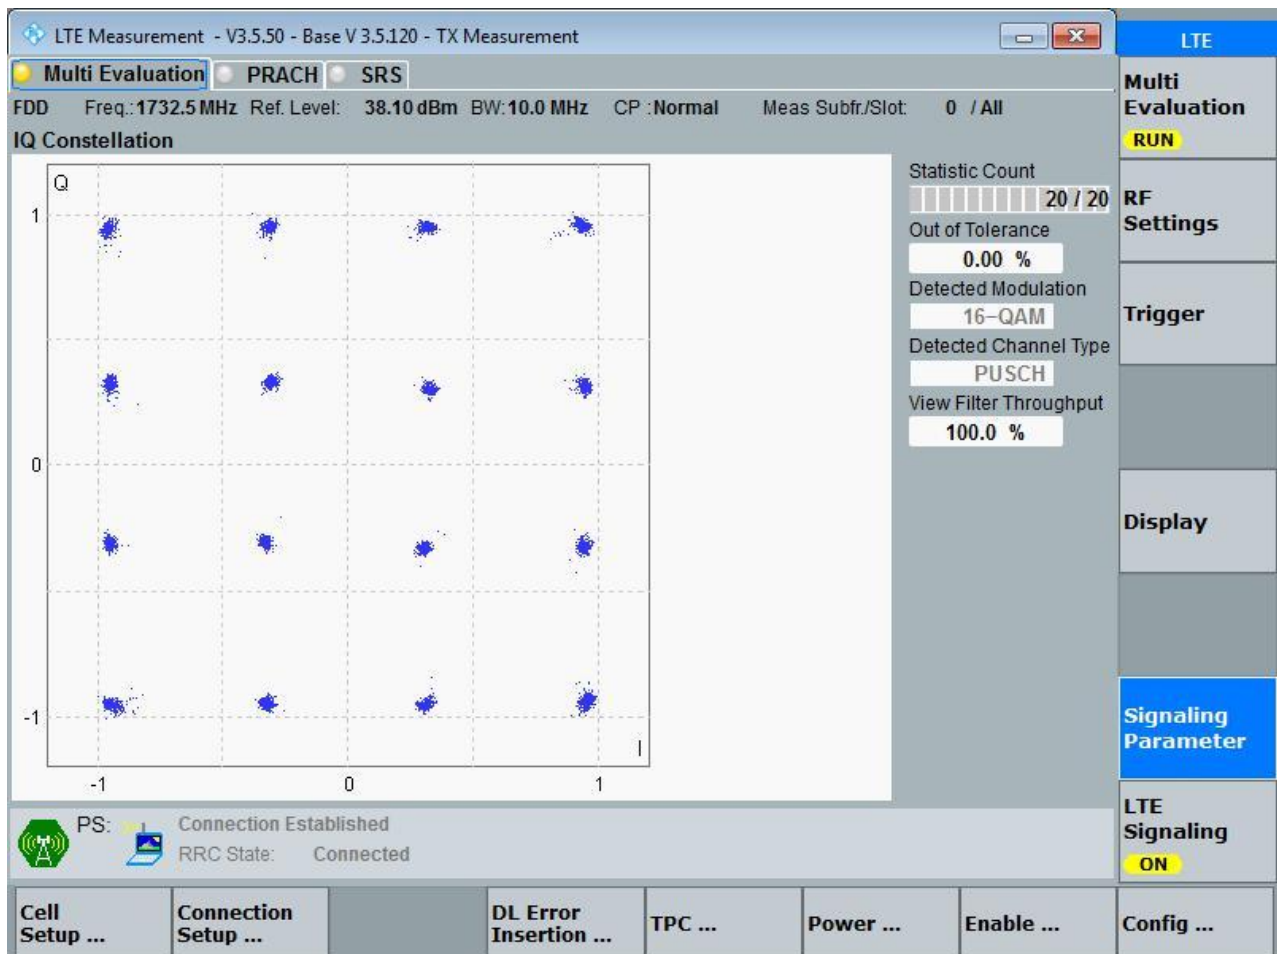 LTE Measurement - V3.5.50 - Base V 3.5.120 - TX Measurement
LTE
Multi Evaluation PRACH SRS
FDD Freq.:1732.5 MHz Ref. Level: 38.10 dBm BW:10.0 MHz CP :Normal Meas Subfr./Slot: 0 / All
IQ Constellation
Q
1
0
-1
I
-1 0 1
Statistic Count
20 / 20
Out of Tolerance
0.00 %
Detected Modulation
16-QAM
Detected Channel Type
PUSCH
View Filter Throughput
100.0 %
Multi
Evaluation
RUN
RF
Settings
Trigger
Display
Signaling
Parameter
LTE
Signaling
ON
PS: Connection Established
RRC State: Connected
Cell
Setup ...
Connection
Setup ...
DL Error
Insertion ...
TPC ...
Power ...
Enable ...
Config ...